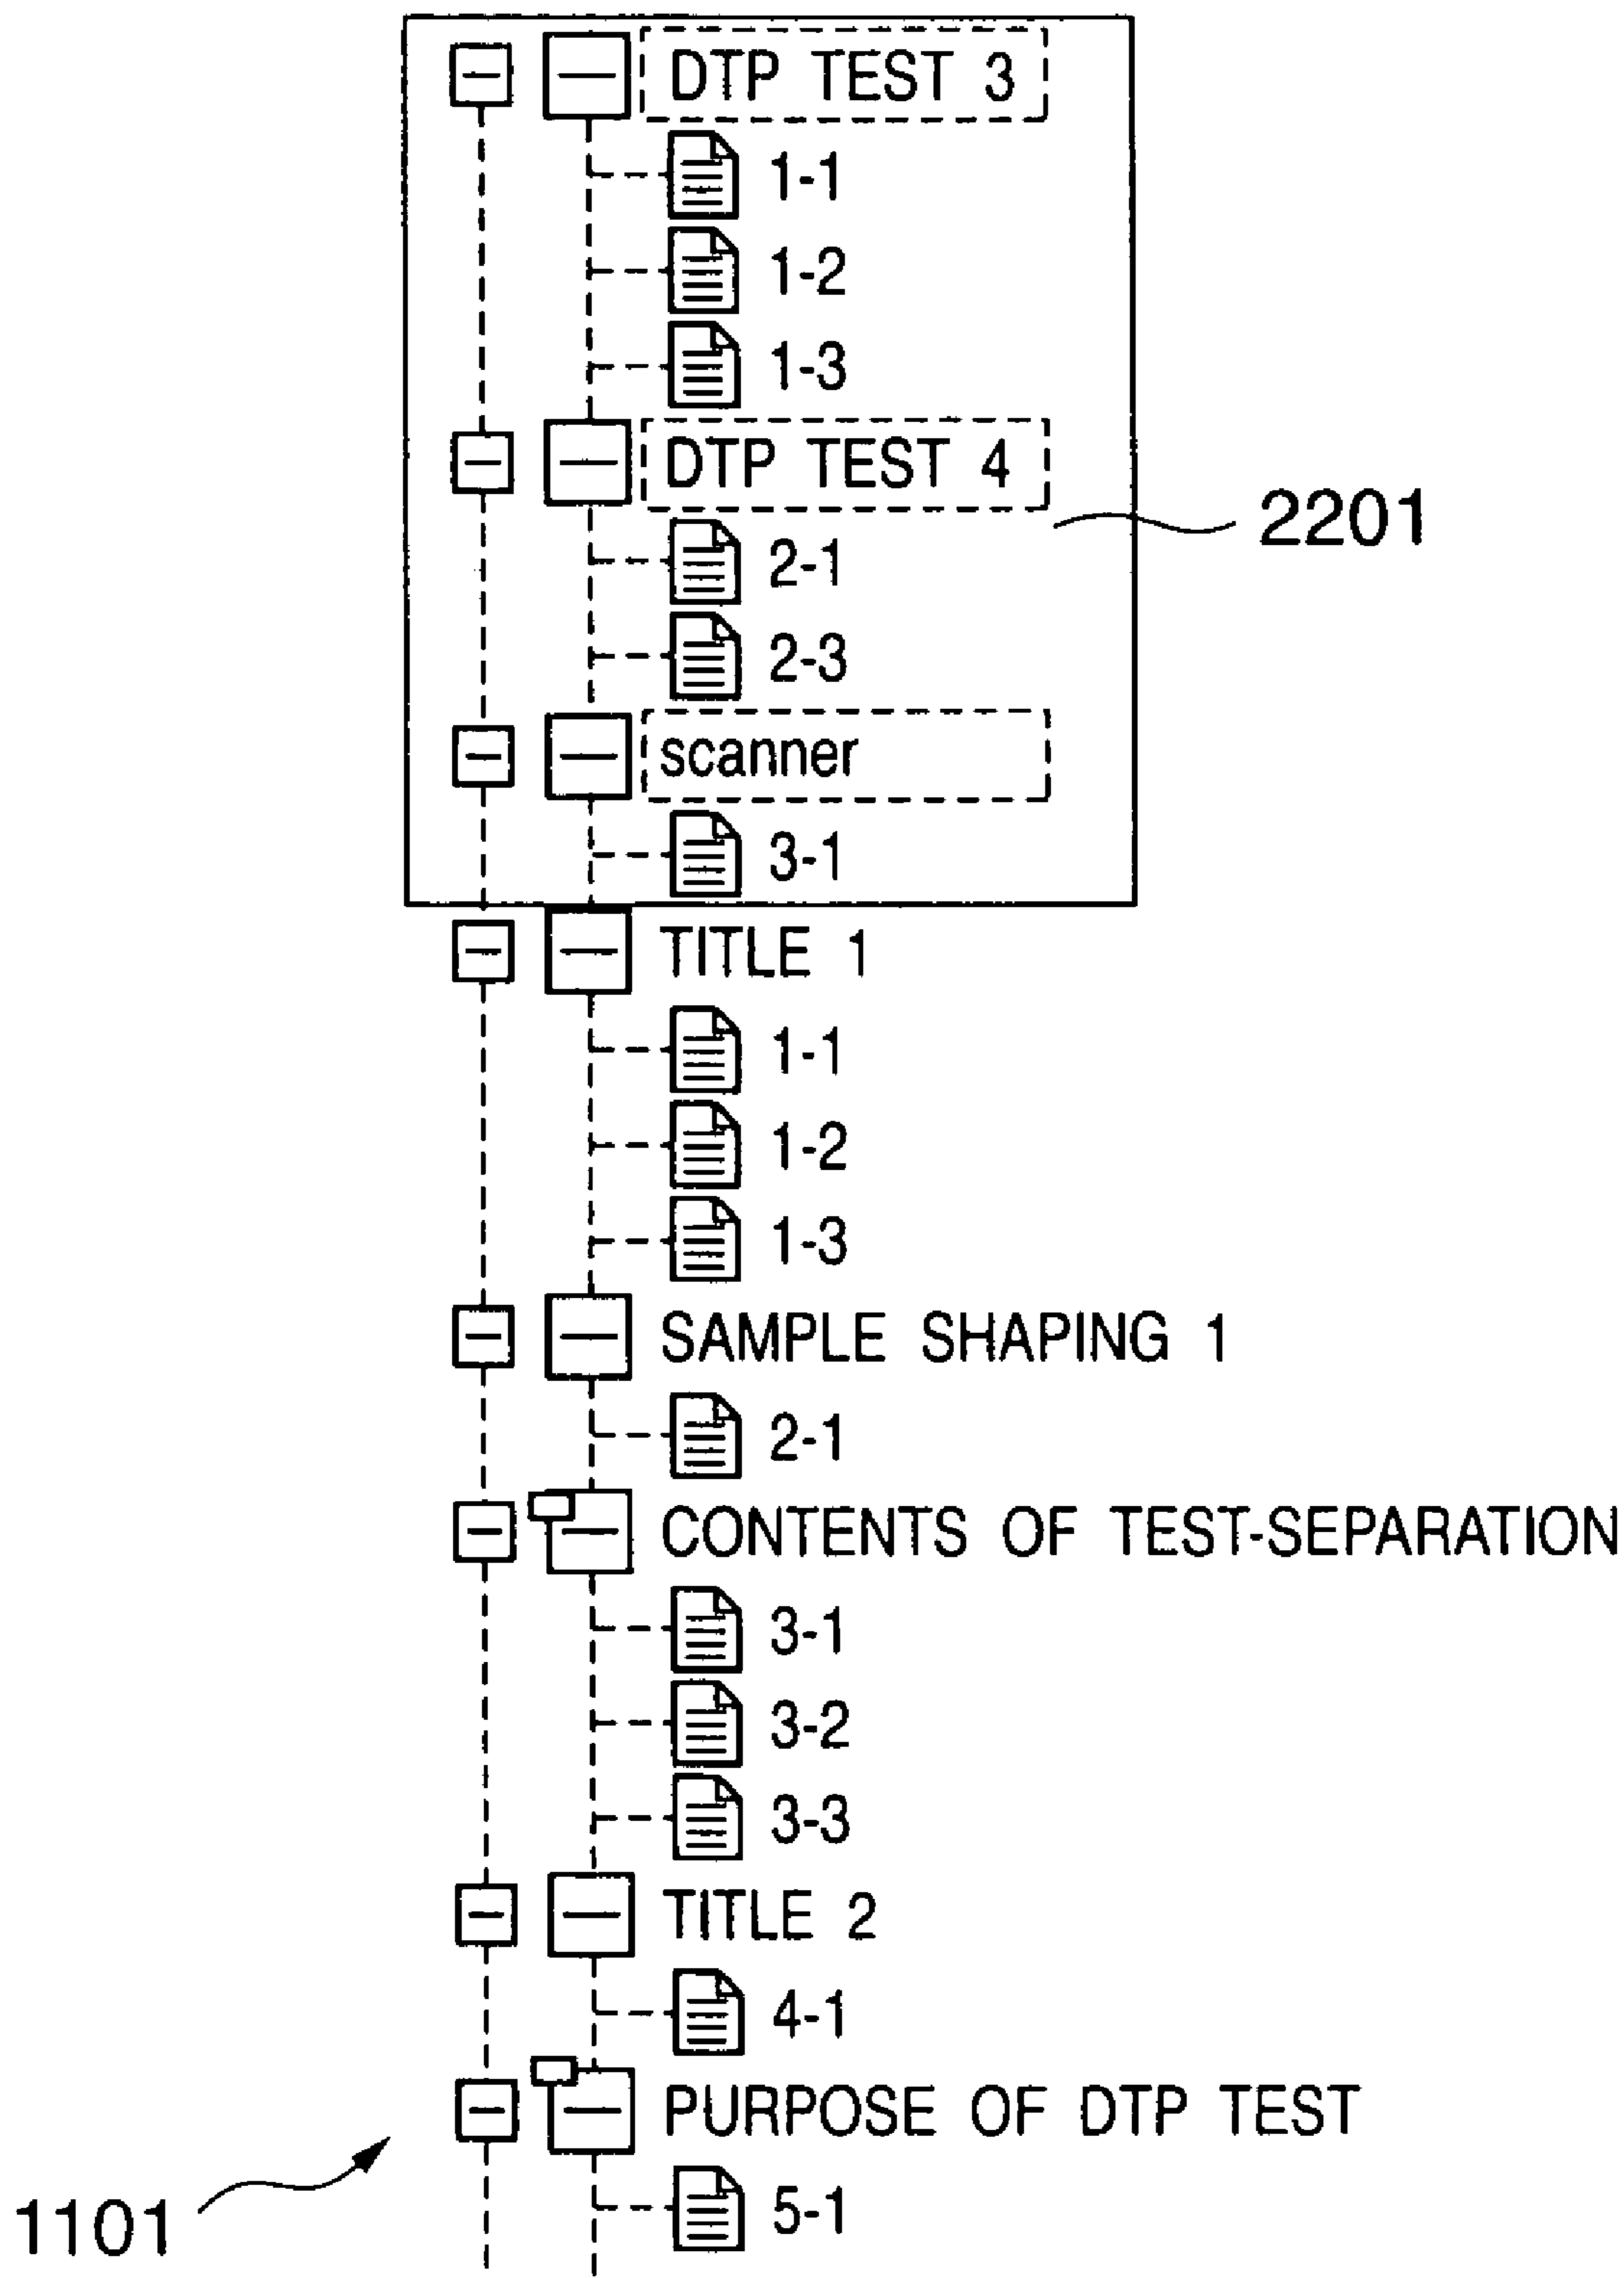 DTP TEST 3
1-1
1-2
1-3
DTP TEST 4
2201
2-1
2-3
scanner
3-1
TITLE 1
1-1
1-2
1-3
SAMPLE SHAPING 1
2-1
CONTENTS OF TEST-SEPARATION
3-1
3-2
3-3
TITLE 2
4-1
PURPOSE OF DTP TEST
5-1
1101